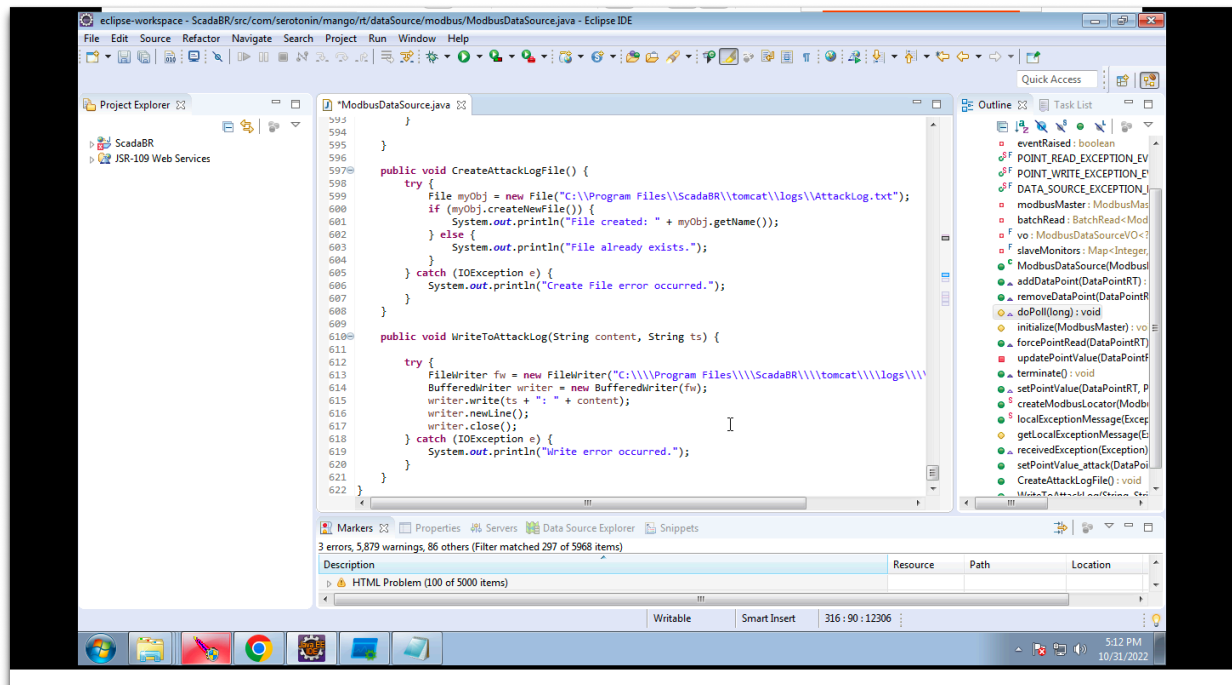 eclipse-workspace - ScadaBR/src/com/serotonin/mango/rt/dataSource/modbus/ModbusDataSource.java - Eclipse IDE
File Edit Source Refactor Navigate Search Project Run Window Help
Quick Access
Project Explorer
ScadaBR
JSR-109 Web Services
*ModbusDataSource.java
593 }
594
595 }
596
597 public void CreateAttackLogFile() {
598 try {
599 File myObj = new File("C:\\Program Files\\ScadaBR\\tomcat\\logs\\AttackLog.txt");
600 if (myObj.createNewFile()) {
601 System.out.println("File created: " + myObj.getName());
602 } else {
603 System.out.println("File already exists.");
604 }
605 } catch (IOException e) {
606 System.out.println("Create File error occurred.");
607 }
608 }
609
610 public void WriteToAttackLog(String content, String ts) {
611
612 try {
613 FileWriter fw = new FileWriter("C:\\\\Program Files\\\\ScadaBR\\\\tomcat\\\\logs\\\\
614 BufferedWriter writer = new BufferedWriter(fw);
615 writer.write(ts + ": " + content);
616 writer.newLine();
617 writer.close();
618 } catch (IOException e) {
619 System.out.println("Write error occurred.");
620 }
621 }
622 }
Outline Task List
eventRaised : boolean
POINT_READ_EXCEPTION_EV
POINT_WRITE_EXCEPTION_E
DATA_SOURCE_EXCEPTION_
modbusMaster : ModbusMas
batchRead : BatchRead<Mod
vo : ModbusDataSourceVO<?
slaveMonitors : Map<Integer,
ModbusDataSource(Modbus
addDataPoint(DataPointRT) :
removeDataPoint(DataPointR
doPoll(long) : void
initialize(ModbusMaster) : vo
forcePointRead(DataPointRT)
updatePointValue(DataPointF
terminate() : void
setPointValue(DataPointRT, P
createModbusLocator(Modb
localExceptionMessage(Excep
getLocalExceptionMessage(E
receivedException(Exception)
setPointValue_attack(DataPoi
CreateAttackLogFile() : void
WriteToAttackLog(String, Stri
Markers Properties Servers Data Source Explorer Snippets
3 errors, 5,879 warnings, 86 others (Filter matched 297 of 5968 items)
Description Resource Path Location
HTML Problem (100 of 5000 items)
Writable Smart Insert 316 : 90 : 12306
5:12 PM
10/31/2022